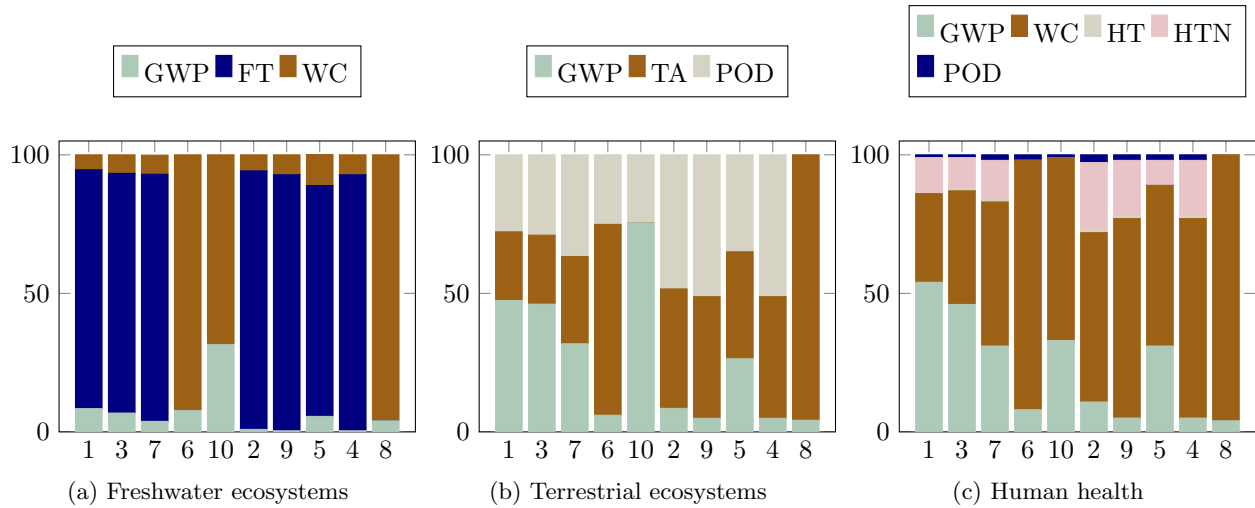 GWP FT WC
0
50
100
1 3 7 6 10 2 9 5 4 8
(a) Freshwater ecosystems
GWP TA POD
0
50
100
1 3 7 6 10 2 9 5 4 8
(b) Terrestrial ecosystems
GWP WC HT HTN
POD
0
50
100
1 3 7 6 10 2 9 5 4 8
(c) Human health